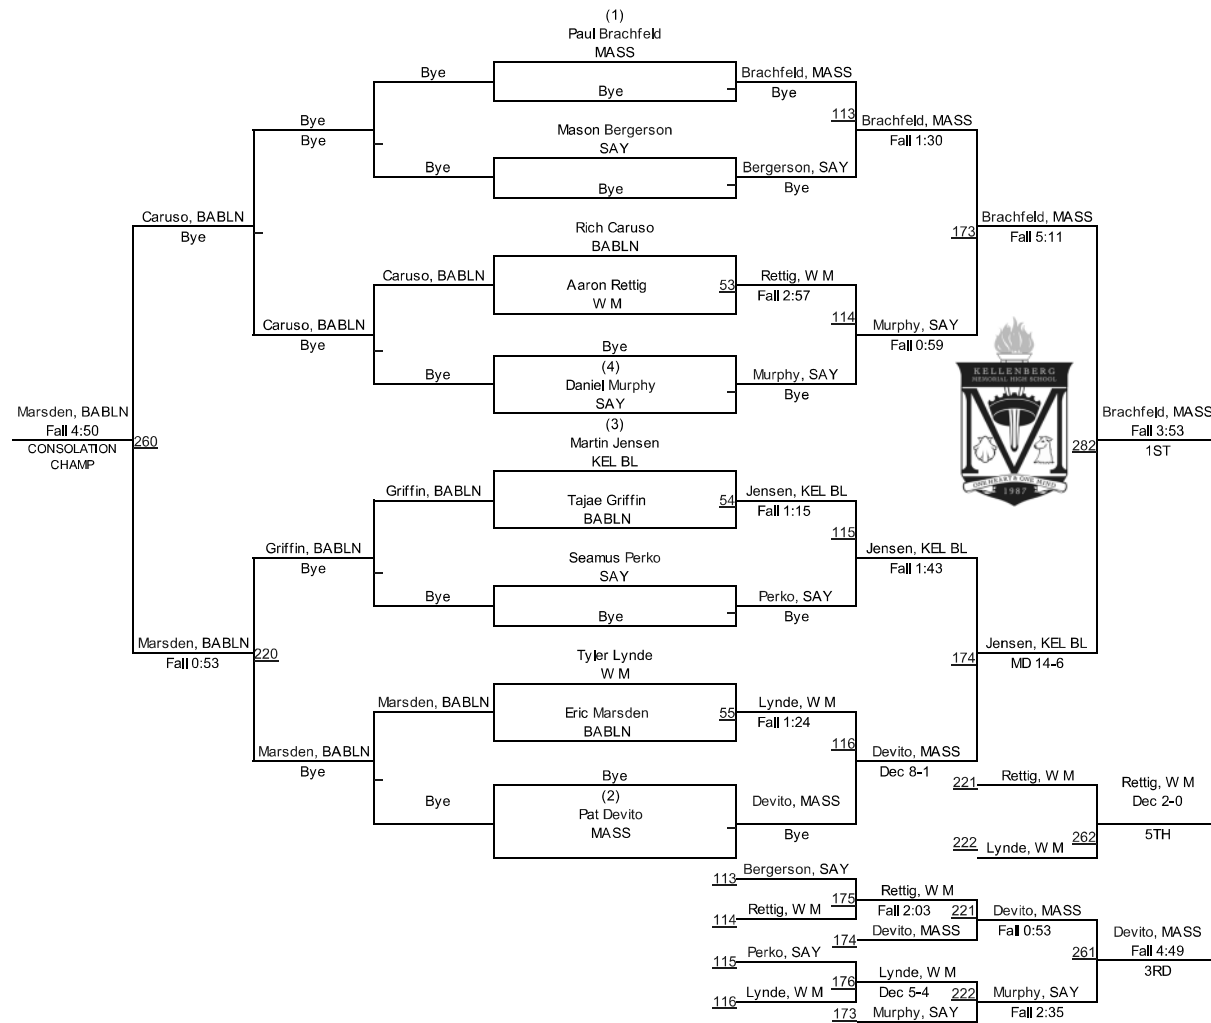 (1)
Paul Brachfeld
MASS
Bye
Brachfeld, MASS
Bye
Bye
113
Brachfeld, MASS
Fall 1:30
Bye
Bye
Mason Bergerson
SAY
Bye
Bye
Bergerson, SAY
Bye
Caruso, BABLN
Bye
Rich Caruso
BABLN
Brachfeld, MASS
173
Fall 5:11
Caruso, BABLN
Aaron Rettig
W M
53
Rettig, W M
Fall 2:57
114
Murphy, SAY
Fall 0:59
Caruso, BABLN
Bye
Bye
(4)
Daniel Murphy
SAY
Bye
Murphy, SAY
Bye
KELLENBERG
MEMORIAL HIGH SCHOOL
ONE HEART & ONE MIND
1987
Marsden, BABLN
Fall 4:50
CONSOLATION
CHAMP
260
Brachfeld, MASS
282
Fall 3:53
1ST
(3)
Martin Jensen
KEL BL
Griffin, BABLN
Tajae Griffin
BABLN
54
Jensen, KEL BL
Fall 1:15
115
Jensen, KEL BL
Fall 1:43
Griffin, BABLN
Bye
Seamus Perko
SAY
Bye
Bye
Perko, SAY
Bye
Marsden, BABLN
Fall 0:53
220
Jensen, KEL BL
174
MD 14-6
Tyler Lynde
W M
Marsden, BABLN
Eric Marsden
BABLN
55
Lynde, W M
Fall 1:24
116
Devito, MASS
Dec 8-1
Marsden, BABLN
Bye
Bye
(2)
Pat Devito
MASS
Bye
Devito, MASS
Bye
221
Rettig, W M
222
Lynde, W M
262
Rettig, W M
Dec 2-0
5TH
113
Bergerson, SAY
114
Rettig, W M
175
Rettig, W M
Fall 2:03
174
Devito, MASS
221
Devito, MASS
Fall 0:53
115
Perko, SAY
116
Lynde, W M
176
Lynde, W M
Dec 5-4
173
Murphy, SAY
222
Murphy, SAY
Fall 2:35
261
Devito, MASS
Fall 4:49
3RD